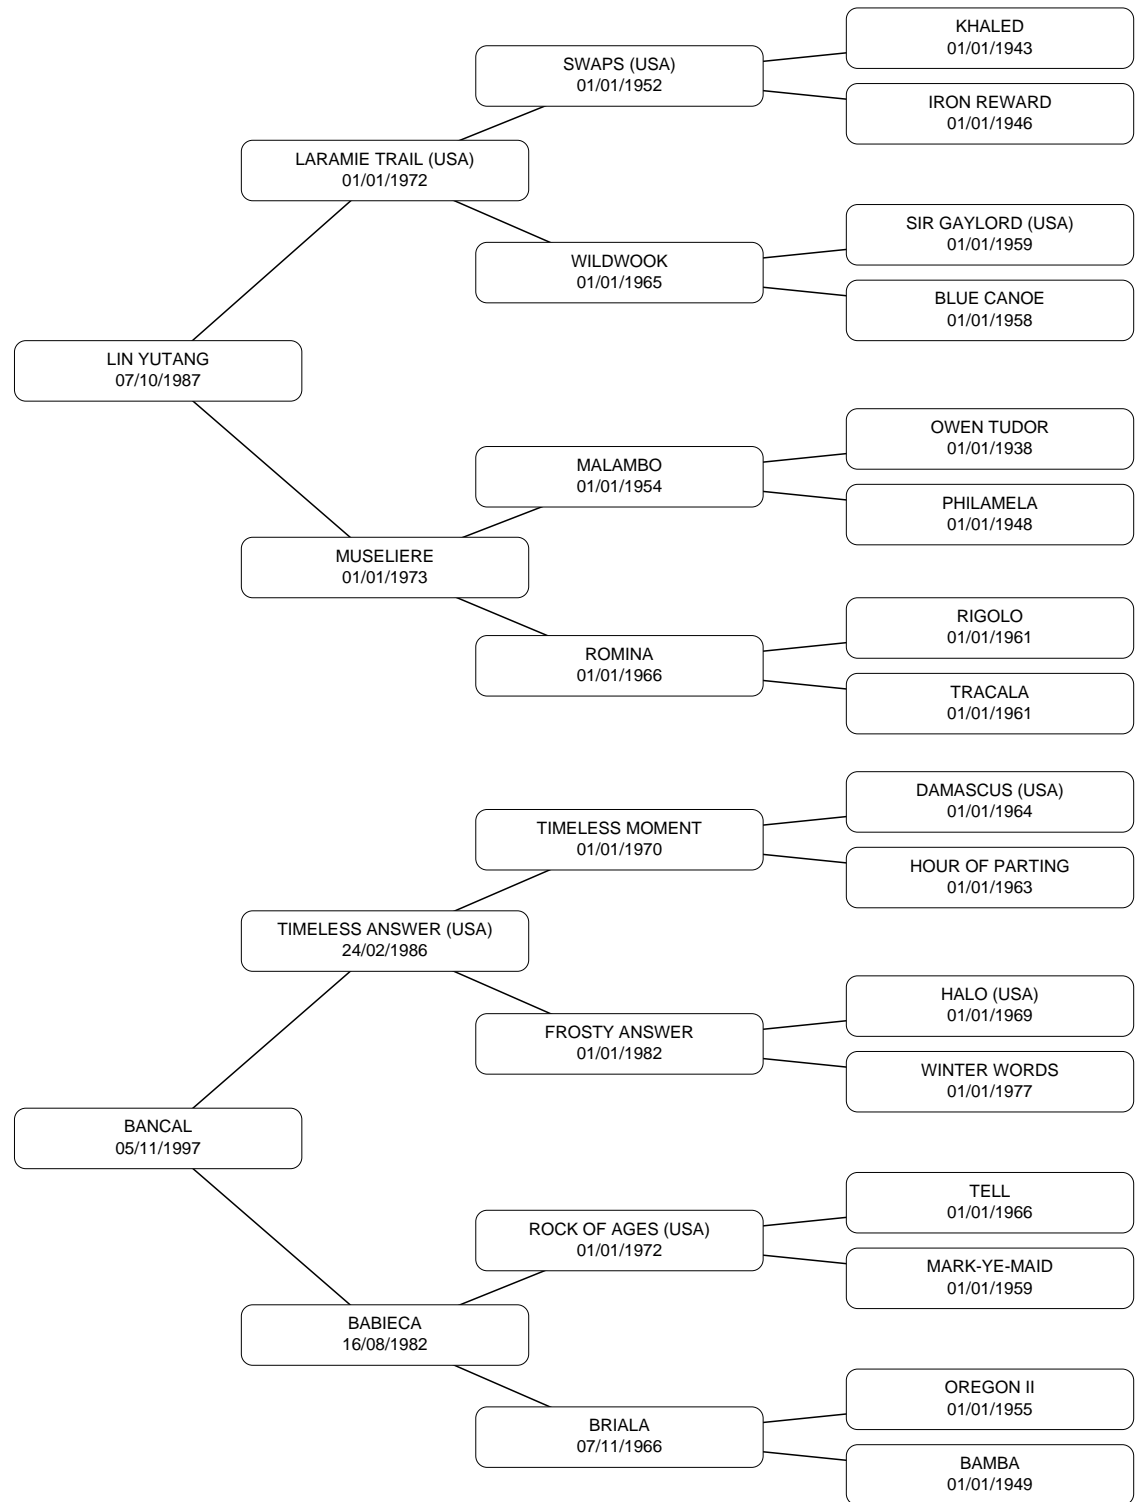 KHALED
01/01/1943
SWAPS (USA)
01/01/1952
IRON REWARD
01/01/1946
LARAMIE TRAIL (USA)
01/01/1972
SIR GAYLORD (USA)
01/01/1959
WILDWOOK
01/01/1965
BLUE CANOE
01/01/1958
LIN YUTANG
07/10/1987
OWEN TUDOR
01/01/1938
MALAMBO
01/01/1954
PHILAMELA
01/01/1948
MUSELIERE
01/01/1973
RIGOLO
01/01/1961
ROMINA
01/01/1966
TRACALA
01/01/1961
DAMASCUS (USA)
01/01/1964
TIMELESS MOMENT
01/01/1970
HOUR OF PARTING
01/01/1963
TIMELESS ANSWER (USA)
24/02/1986
HALO (USA)
01/01/1969
FROSTY ANSWER
01/01/1982
WINTER WORDS
01/01/1977
BANCAL
05/11/1997
TELL
01/01/1966
ROCK OF AGES (USA)
01/01/1972
MARK-YE-MAID
01/01/1959
BABIECA
16/08/1982
OREGON II
01/01/1955
BRIALA
07/11/1966
BAMBA
01/01/1949